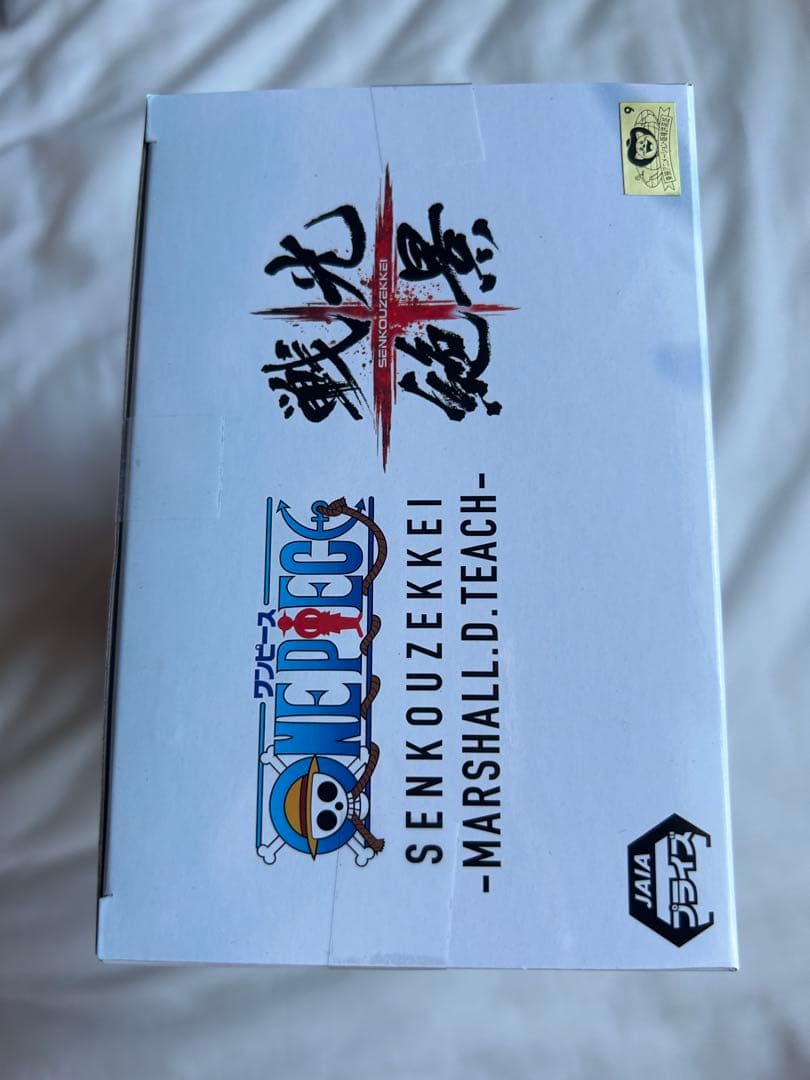 ワンピース
ONE PIECE
戦光
SENKOUZEKKEI
絶景
SENKOUZEKKEI
-MARSHALL.D.TEACH-
JAIA
プライズ
9